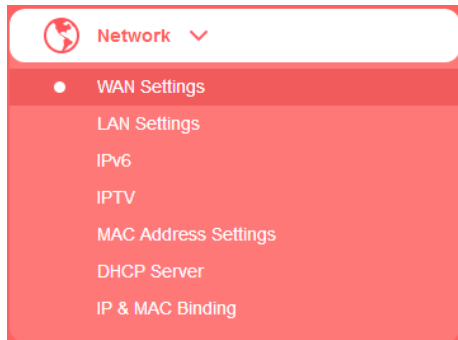 Network
WAN Settings
LAN Settings
IPv6
IPTV
MAC Address Settings
DHCP Server
IP & MAC Binding